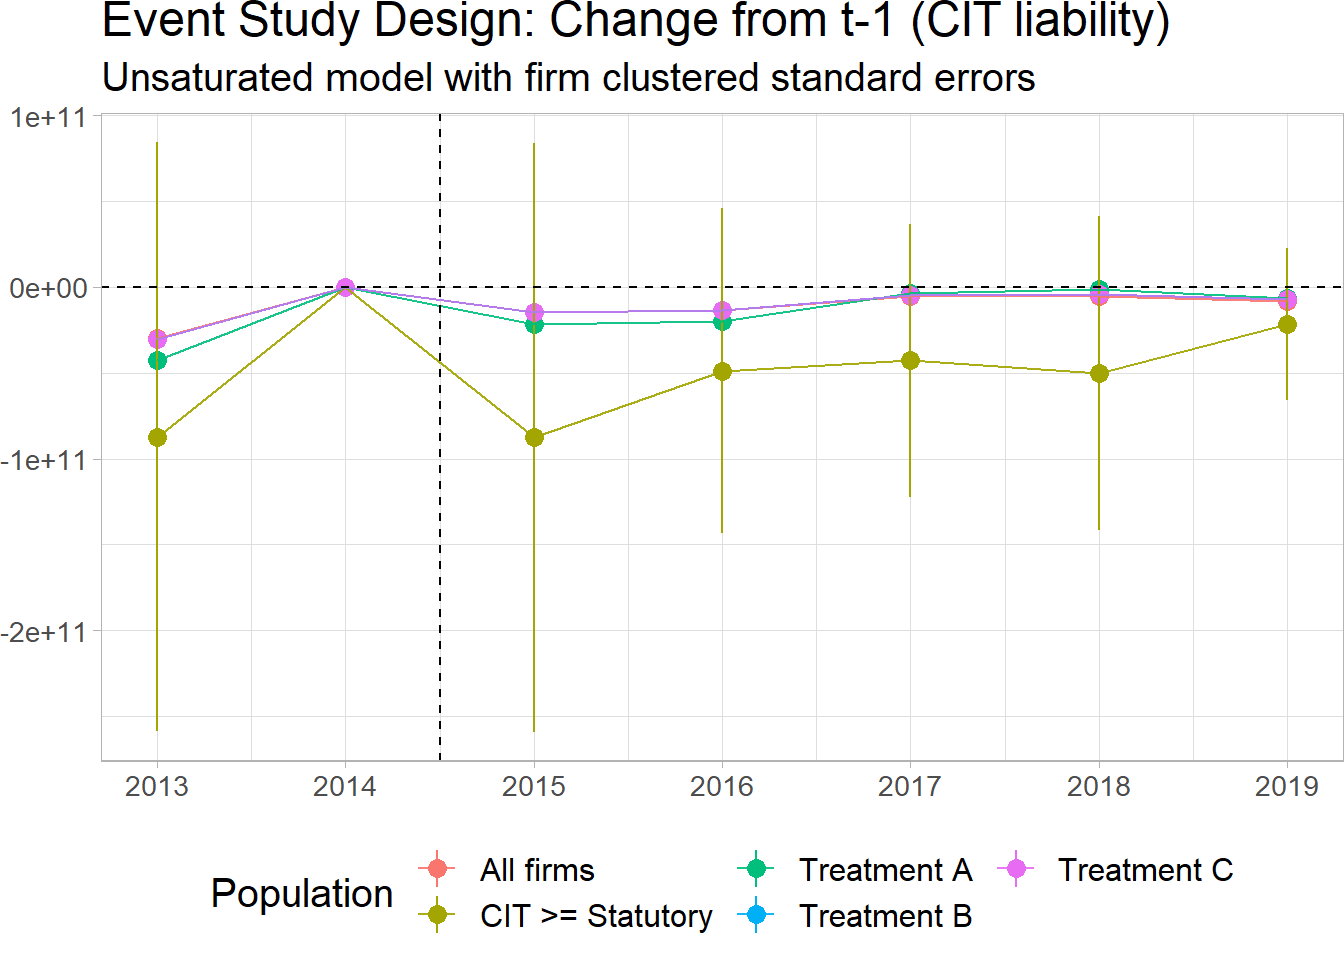 Event Study Design: Change from t-1 (CIT liability)
Unsaturated model with firm clustered standard errors
1e+11
0e+00
-1e+11
-2e+11
2013 2014 2015 2016 2017 2018 2019
Population
All firms
CIT >= Statutory
Treatment A
Treatment B
Treatment C